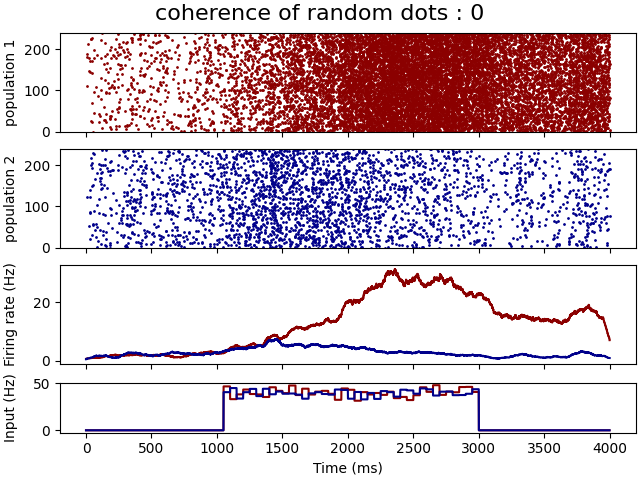 coherence of random dots : 0
population 1
200
100
0
population 2
200
100
0
Firing rate (Hz)
20
0
Input (Hz)
50
0
0 500 1000 1500 2000 2500 3000 3500 4000
Time (ms)